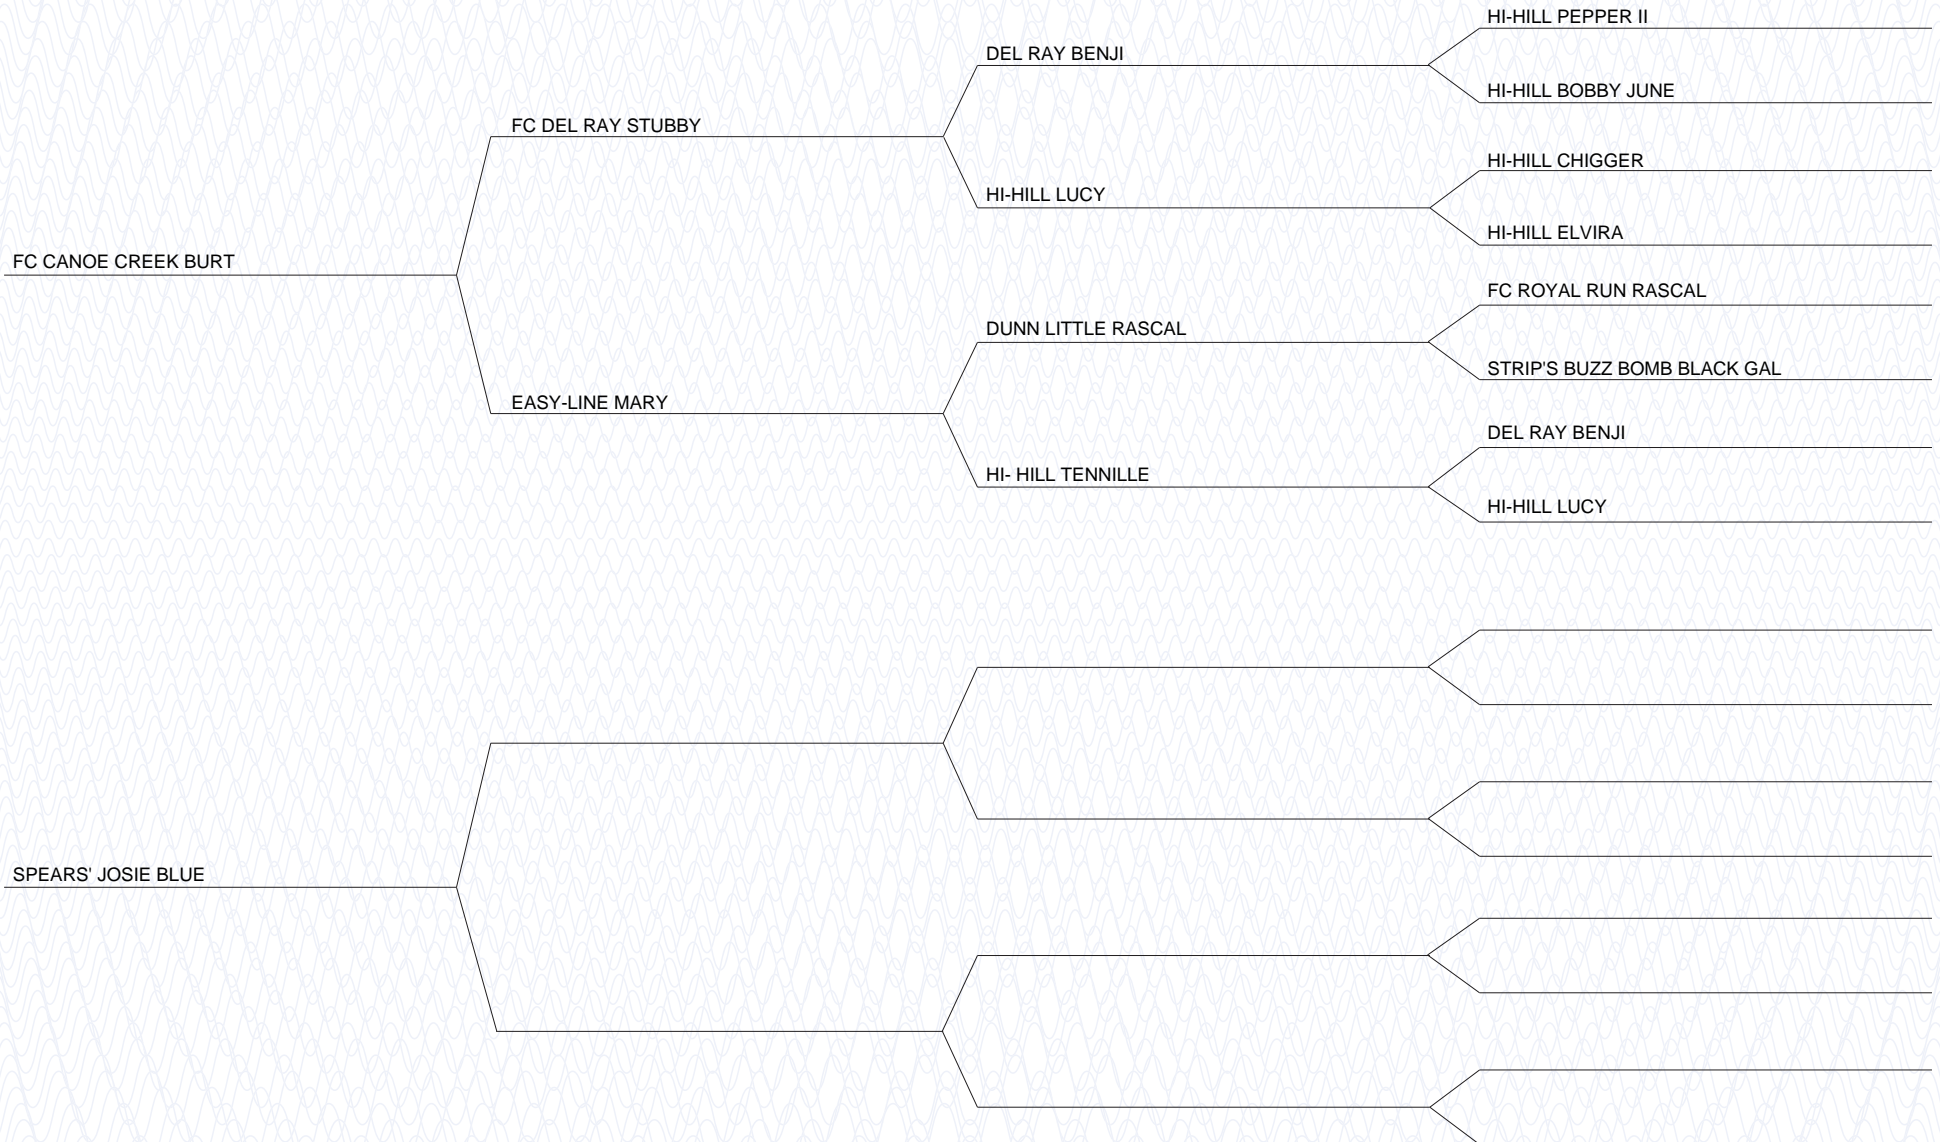 HI-HILL PEPPER II
DEL RAY BENJI
HI-HILL BOBBY JUNE
FC DEL RAY STUBBY
HI-HILL CHIGGER
HI-HILL LUCY
HI-HILL ELVIRA
FC CANOE CREEK BURT
FC ROYAL RUN RASCAL
DUNN LITTLE RASCAL
STRIP'S BUZZ BOMB BLACK GAL
EASY-LINE MARY
DEL RAY BENJI
HI- HILL TENNILLE
HI-HILL LUCY
SPEARS' JOSIE BLUE